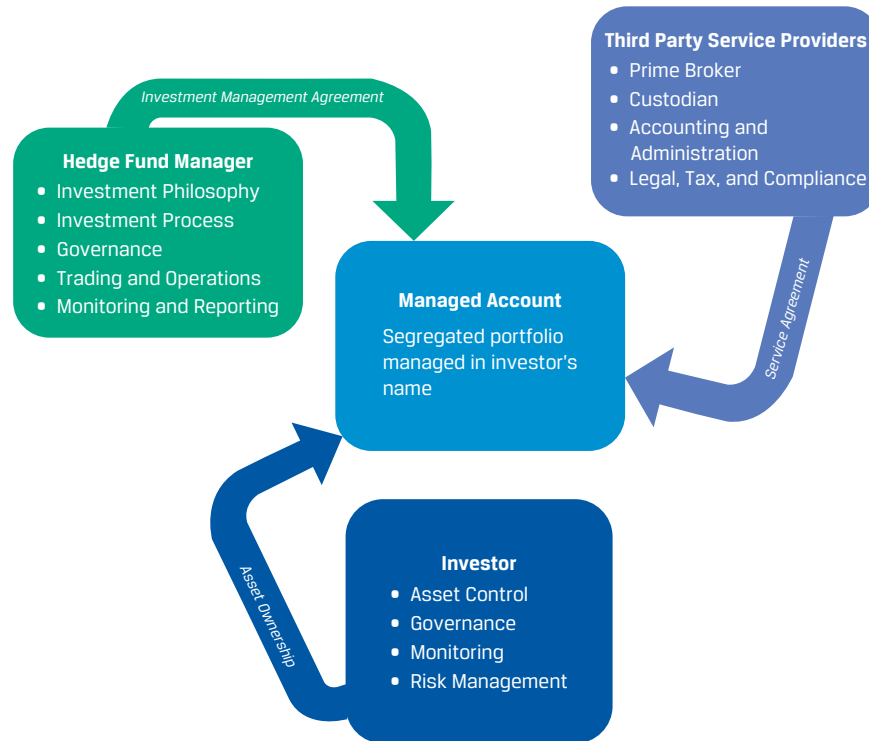 Third Party Service Providers
Prime Broker
Custodian
Accounting and
Administration
Legal, Tax, and Compliance
Investment Management Agreement
Hedge Fund Manager
Investment Philosophy
Investment Process
Governance
Trading and Operations
Monitoring and Reporting
Service Agreement
Managed Account
Segregated portfolio
managed in investor's
name
Asset Ownership
Investor
Asset Control
Governance
Monitoring
Risk Management